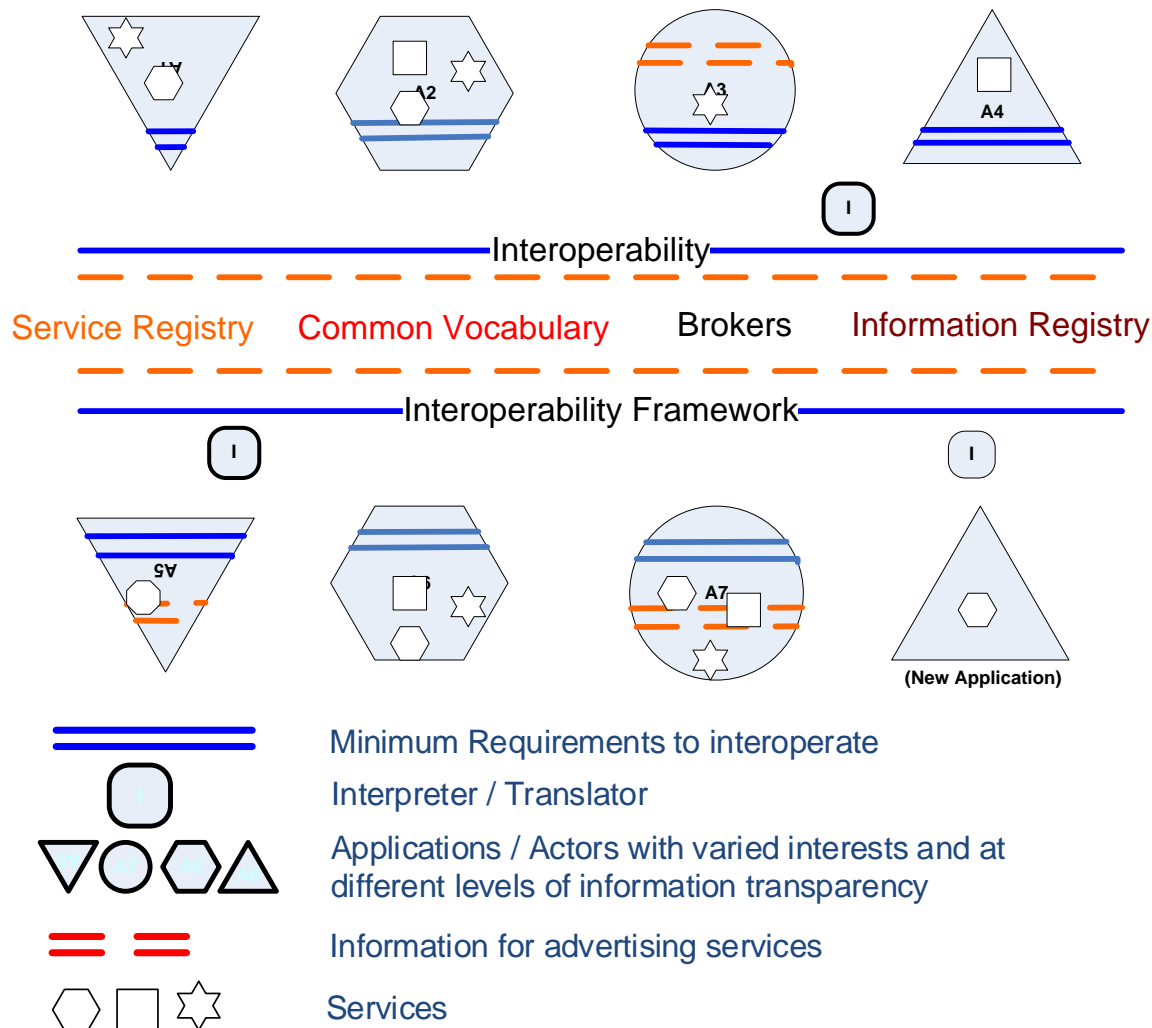 A2
A3
A4
I
Interoperability
Service Registry Common Vocabulary Brokers Information Registry
Interoperability Framework
I I
A5
A7
(New Application)
Minimum Requirements to interoperate
I
Interpreter / Translator
Applications / Actors with varied interests and at
different levels of information transparency
Information for advertising services
Services